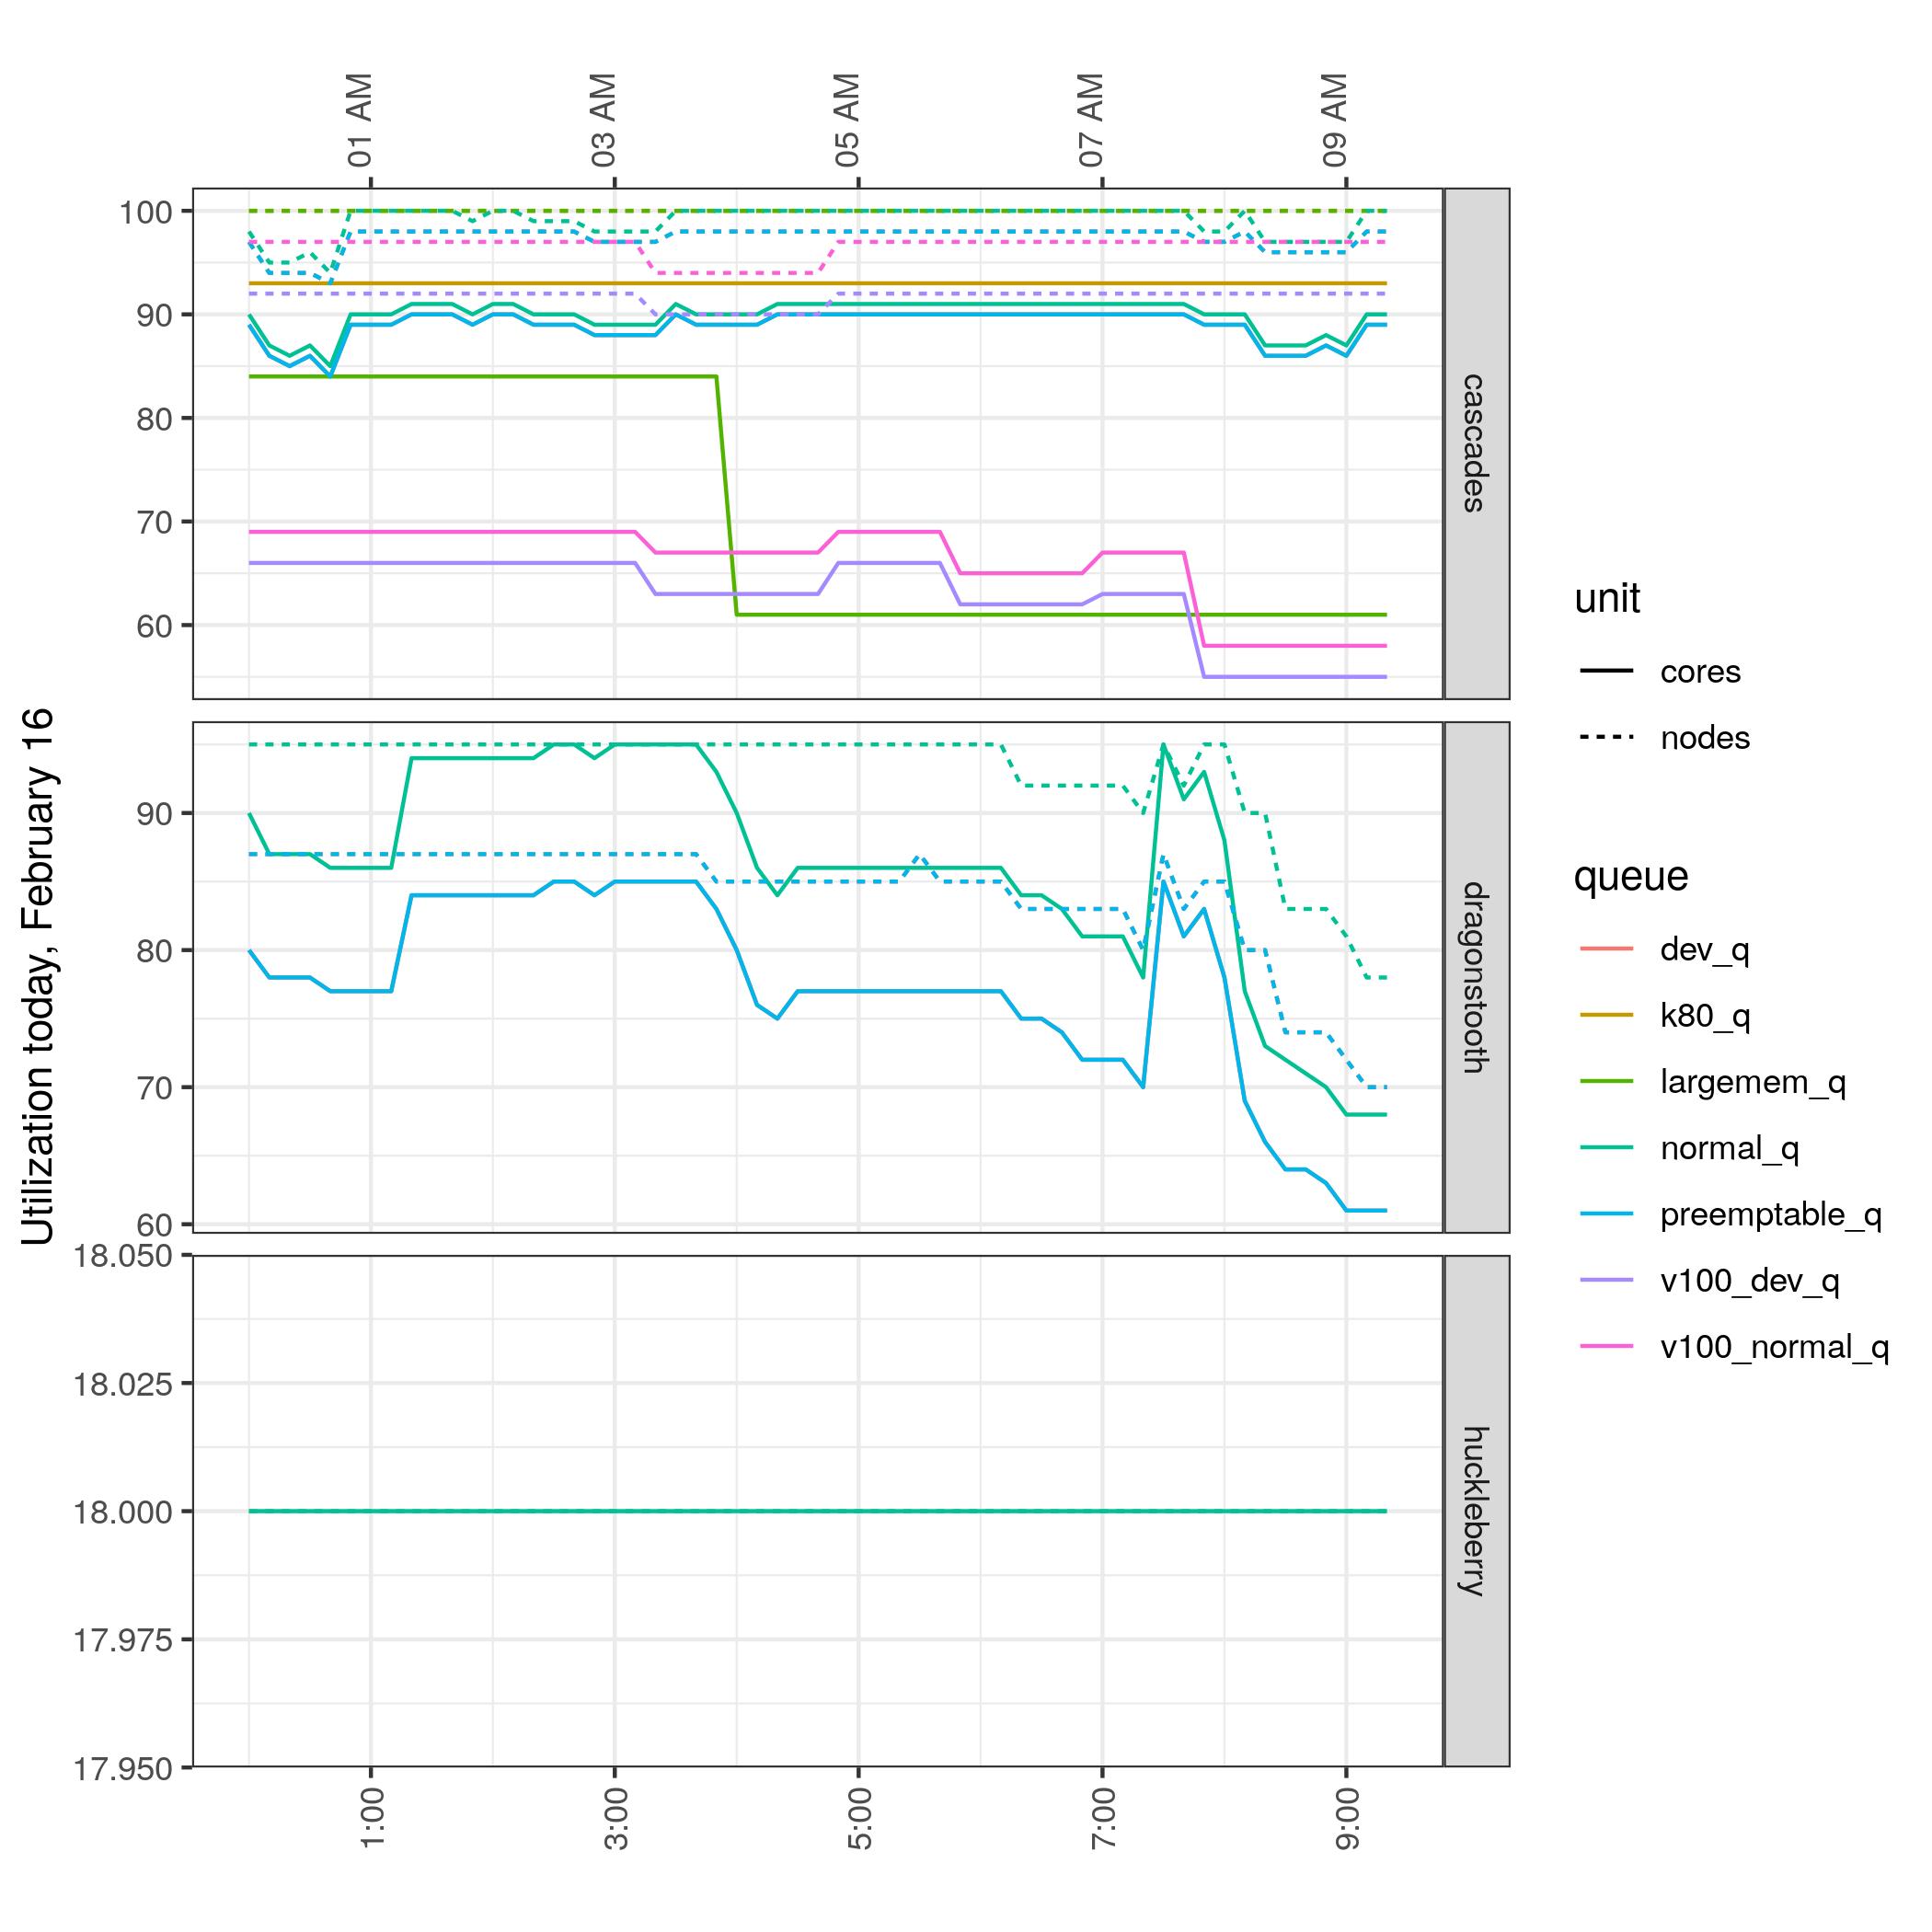 01 AM
03 AM
05 AM
07 AM
09 AM
Utilization today, February 16
100
90
80
70
60
cascades
90
80
70
60
dragonstooth
18.050
18.025
18.000
17.975
17.950
huckleberry
1:00
3:00
5:00
7:00
9:00
unit
cores
nodes
queue
dev_q
k80_q
largemem_q
normal_q
preemptable_q
v100_dev_q
v100_normal_q